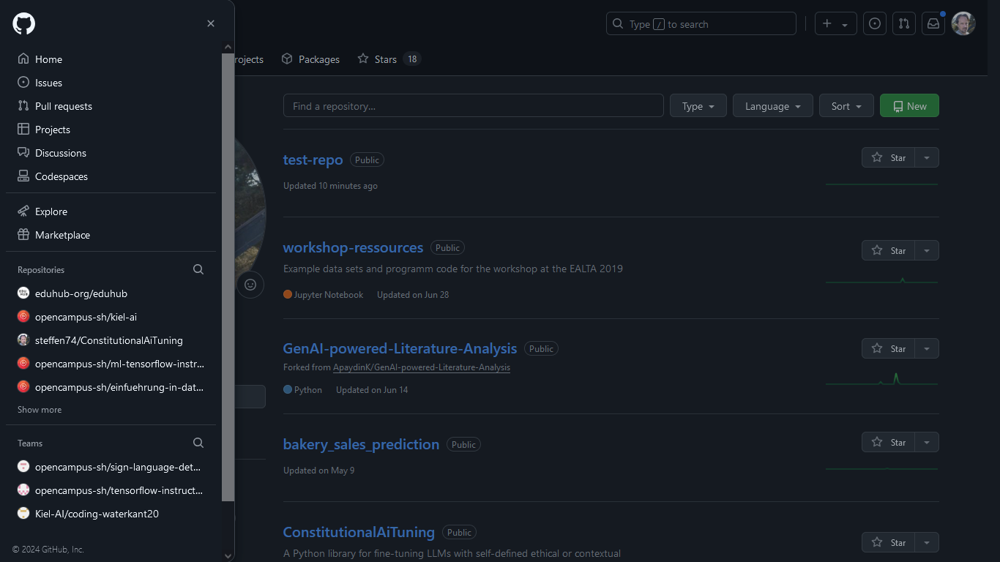 Home
Issues
Pull requests
Projects
Discussions
Codespaces
Explore
Marketplace
Repositories
eduhub-org/eduhub
opencampus-sh/kiel-ai
steffen74/ConstitutionalAiTuning
opencampus-sh/ml-tensorflow-instr...
opencampus-sh/einfuehrung-in-dat...
Show more
Teams
opencampus-sh/sign-language-det...
opencampus-sh/tensorflow-instruct...
Kiel-AI/coding-waterkant20
© 2024 GitHub, Inc.
Type / to search
rojects Packages Stars 18
Find a repository... Type Language Sort New
test-repo Public Star
Updated 10 minutes ago
workshop-ressources Public Star
Example data sets and programm code for the workshop at the EALTA 2019
Jupyter Notebook Updated on Jun 28
GenAI-powered-Literature-Analysis Public Star
Forked from ApaydinK/GenAI-powered-Literature-Analysis
Python Updated on Jun 14
bakery_sales_prediction Public Star
Updated on May 9
ConstitutionalAiTuning Public Star
A Python library for fine-tuning LLMs with self-defined ethical or contextual